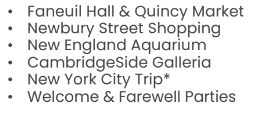 • Faneuil Hall & Quincy Market
• Newbury Street Shopping
• New England Aquarium
• CambridgeSide Galleria
• New York City Trip*
• Welcome & Farewell Parties